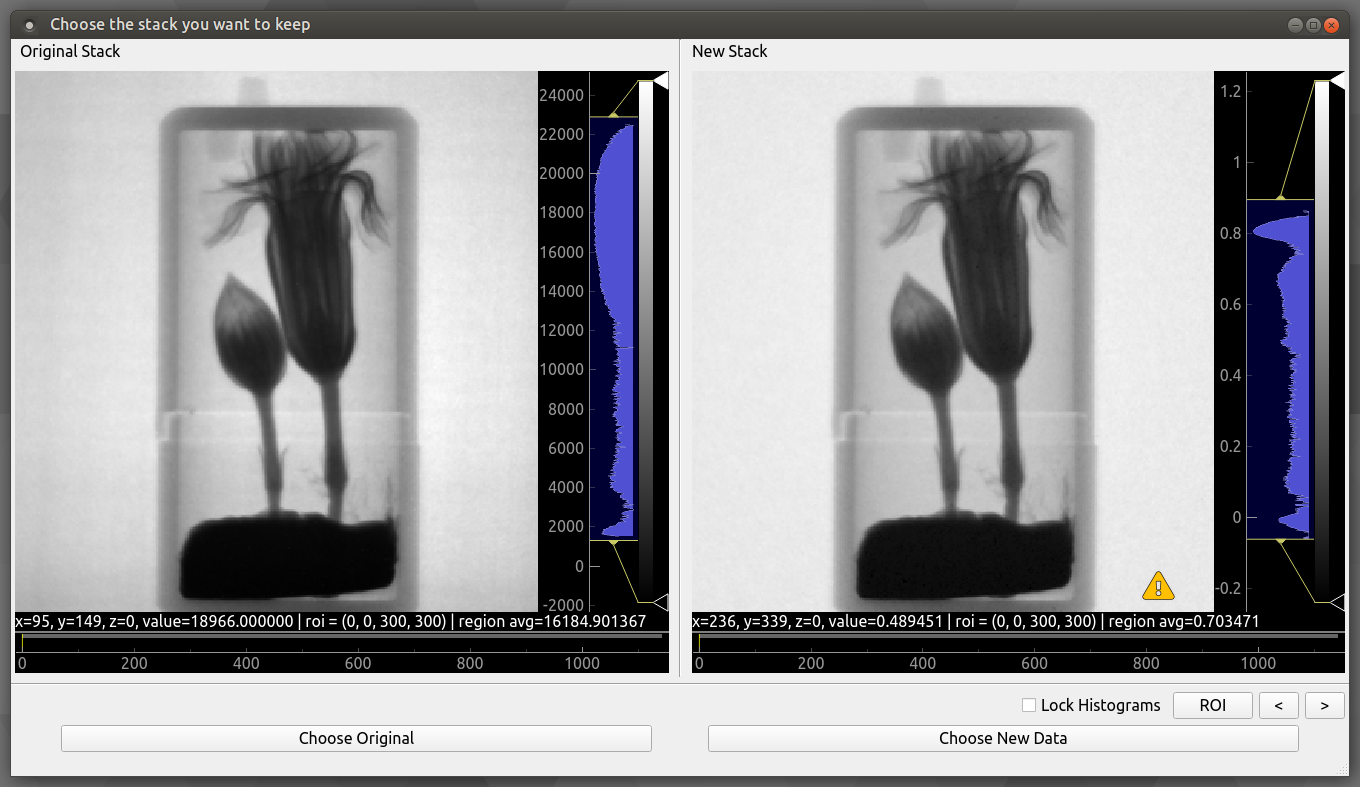 Choose the stack you want to keep
Original Stack
24000
22000
20000
18000
16000
14000
12000
10000
8000
6000
4000
2000
0
-2000
x=95, y=149, z=0, value=18966.000000 | roi = (0, 0, 300, 300) | region avg=16184.901367
0 200 400 600 800 1000
New Stack
1.2
1
0.8
0.6
0.4
0.2
0
-0.2
x=236, y=339, z=0, value=0.489451 | roi = (0, 0, 300, 300) | region avg=0.703471
0 200 400 600 800 1000
Lock Histograms ROI < >
Choose Original Choose New Data